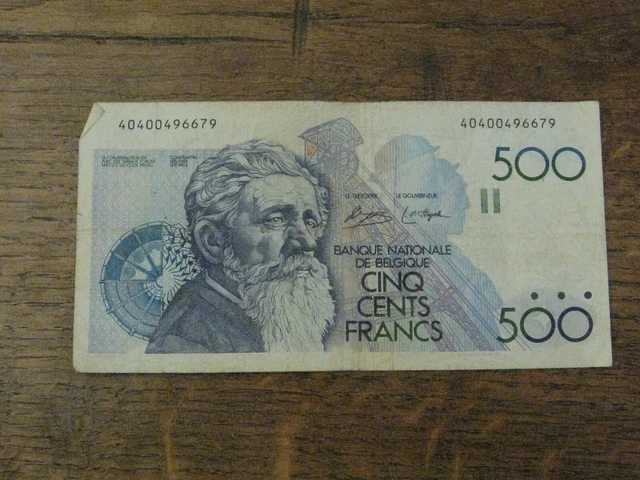 40400496679
40400496679
500
LE TRÉSORIER
LE GOUVERNEUR
BANQUE NATIONALE
DE BELGIQUE
CINQ
CENTS
FRANCS
500